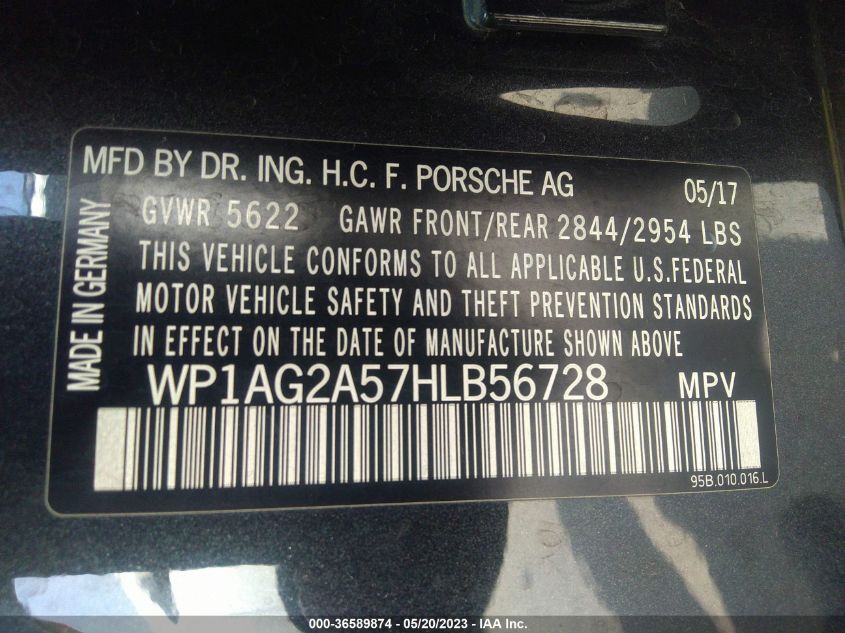 MFD BY DR. ING. H.C. F. PORSCHE AG 05/17
GVWR 5622 GAWR FRONT/REAR 2844/2954 LBS
THIS VEHICLE CONFORMS TO ALL APPLICABLE U.S.FEDERAL
MOTOR VEHICLE SAFETY AND THEFT PREVENTION STANDARDS
IN EFFECT ON THE DATE OF MANUFACTURE SHOWN ABOVE
MADE IN GERMANY
WP1AG2A57HLB56728 MPV
95B.010.016.L
000-36589874 - 05/20/2023 - IAA Inc.